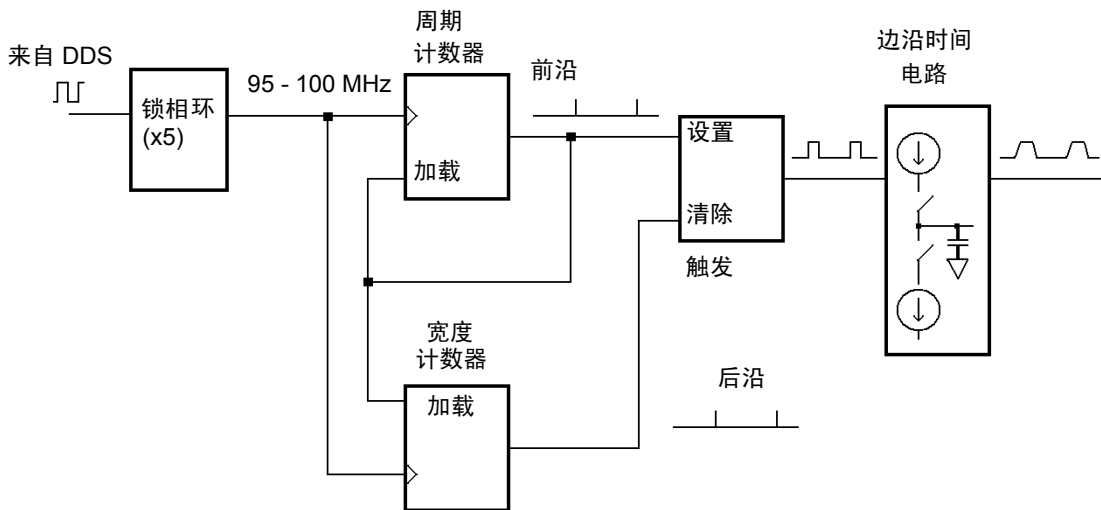 来自 DDS
锁相环
(x5)
95 - 100 MHz
周期
计数器
加载
前沿
设置
清除
触发
边沿时间
电路
宽度
计数器
加载
后沿